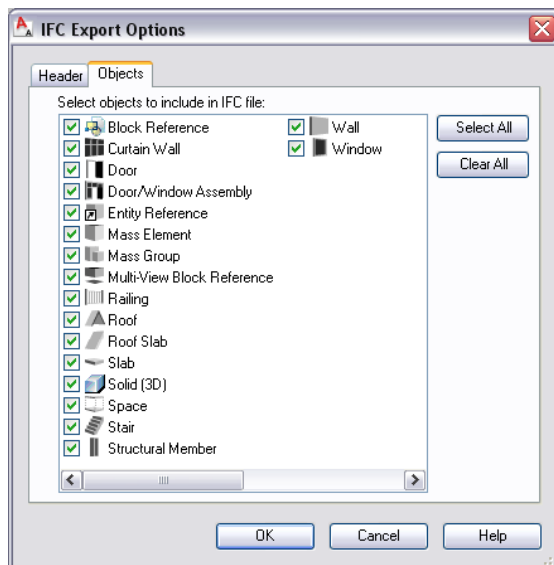 IFC Export Options
Header
Objects
Select objects to include in IFC file:
Block Reference
Curtain Wall
Door
Door/Window Assembly
Entity Reference
Mass Element
Mass Group
Multi-View Block Reference
Railing
Roof
Roof Slab
Slab
Solid (3D)
Space
Stair
Structural Member
Wall
Window
Select All
Clear All
OK
Cancel
Help